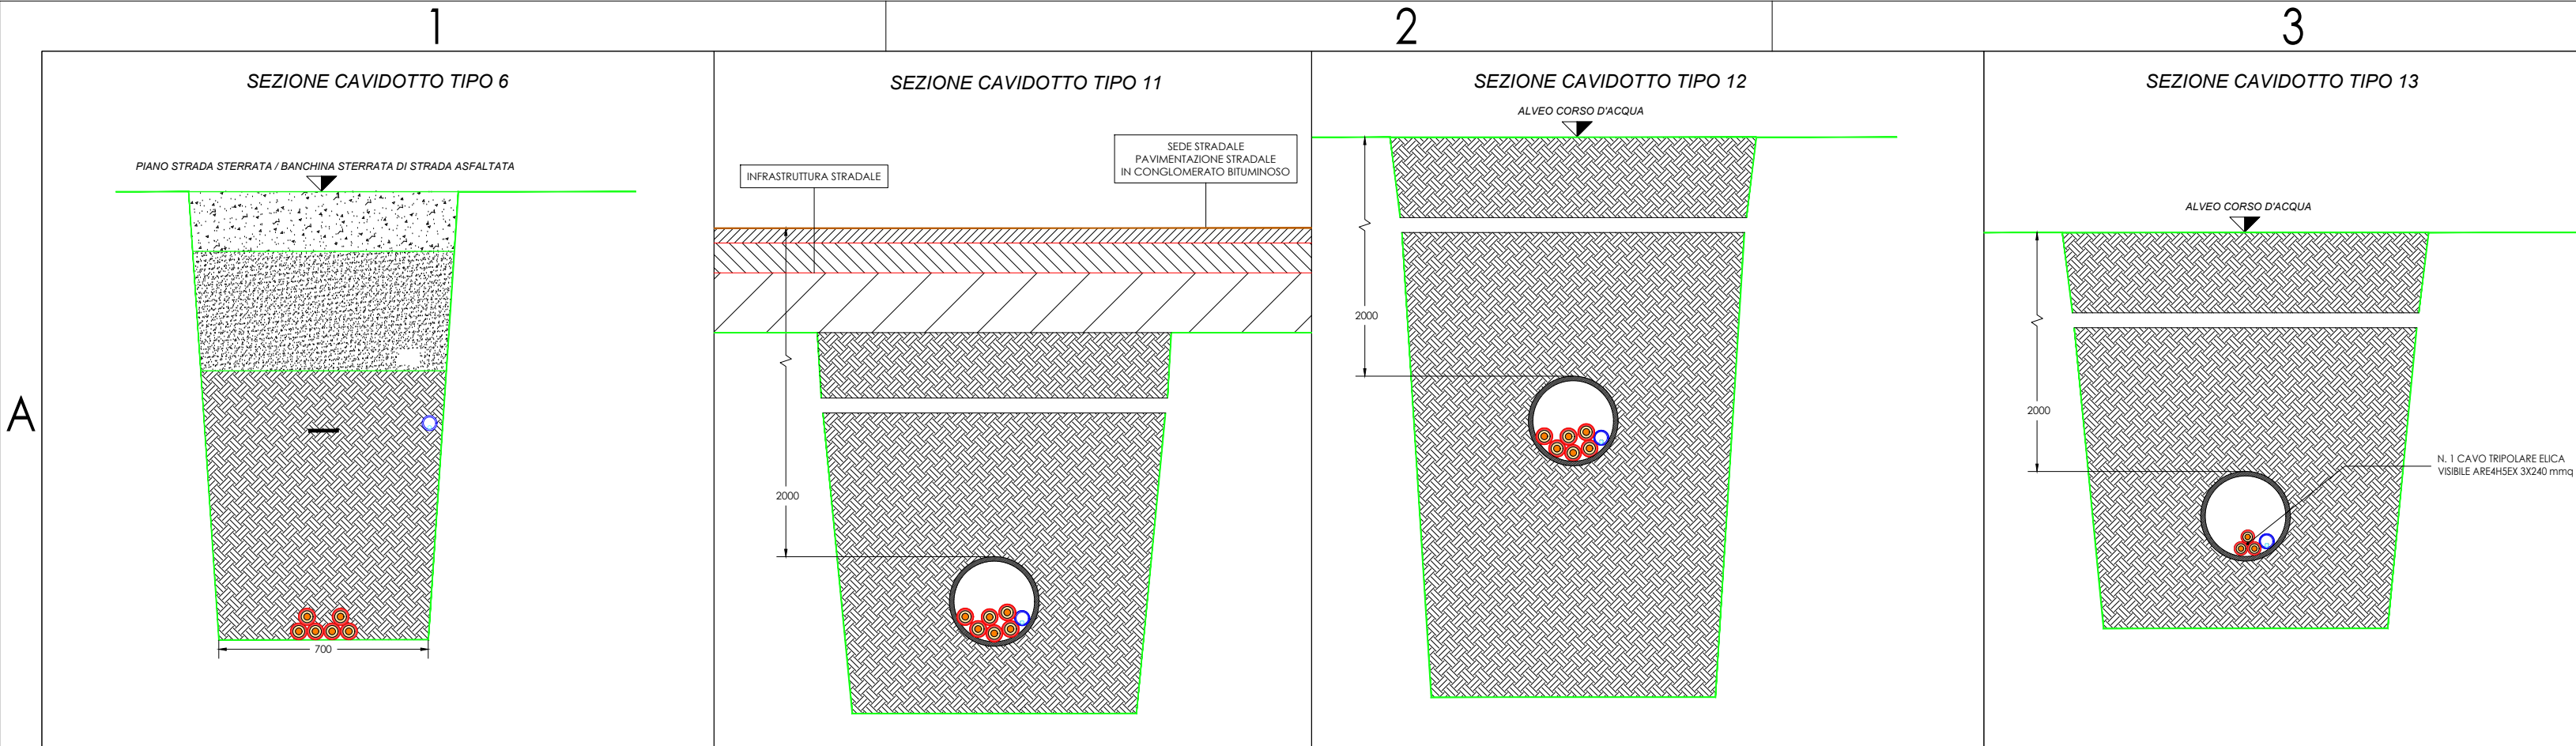 1
2
3
A
SEZIONE CAVIDOTTO TIPO 6
PIANO STRADA STERRATA / BANCHINA STERRATA DI STRADA ASFALTATA
700
SEZIONE CAVIDOTTO TIPO 11
INFRASTRUTTURA STRADALE
SEDE STRADALE
PAVIMENTAZIONE STRADALE
IN CONGLOMERATO BITUMINOSO
2000
SEZIONE CAVIDOTTO TIPO 12
ALVEO CORSO D'ACQUA
2000
SEZIONE CAVIDOTTO TIPO 13
ALVEO CORSO D'ACQUA
2000
N. 1 CAVO TRIPOLARE ELICA
VISIBILE ARE4H5EX 3X240 mmq